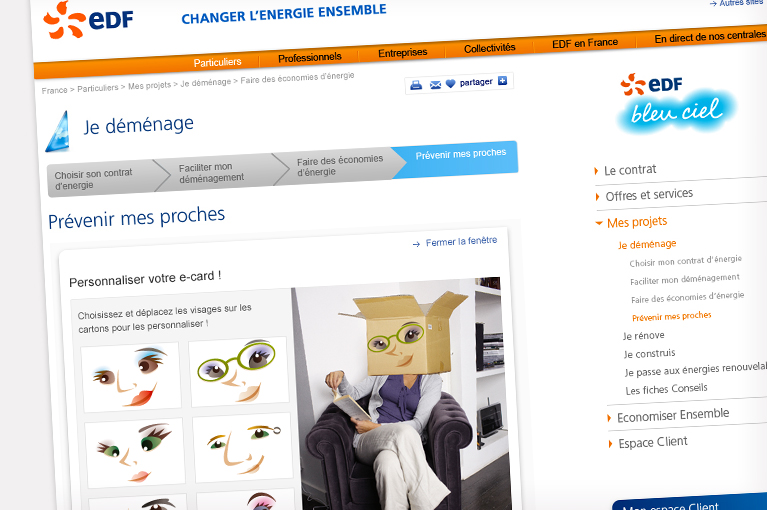 eDF
CHANGER L'ENERGIE ENSEMBLE
Autres sites
Particuliers
Professionnels
Entreprises
Collectivités
EDF en France
En direct de nos centrales
France > Particuliers > Mes projets > Je déménage > Faire des économies d'énergie
partager
Je déménage
Choisir son contrat
d'energie
Faciliter mon
déménagement
Faire des économies
d'énergie
Prévenir mes proches
Prévenir mes proches
Fermer la fenêtre
Personnaliser votre e-card !
Choisissez et déplacez les visages sur les
cartons pour les personnaliser !
eDF
bleu ciel
Le contrat
Offres et services
Mes projets
Je déménage
Choisir mon contrat d'énergie
Faciliter mon déménagement
Faire des économies d'énergie
Prévenir mes proches
Je rénove
Je construis
Je passe aux énergies renouvelab
Les fiches Conseils
Economiser Ensemble
Espace Client
Mon espace Client